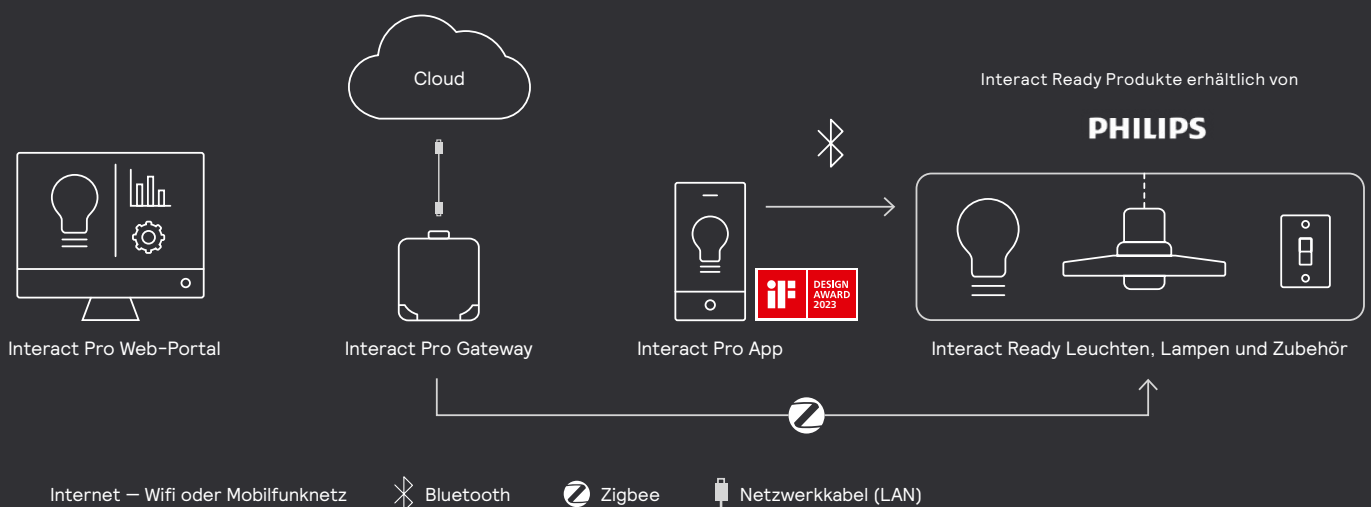 Cloud
Interact Ready Produkte erhältlich von
PHILIPS
iF DESIGN
AWARD
2023
Interact Pro Web-Portal
Interact Pro Gateway
Interact Pro App
Interact Ready Leuchten, Lampen und Zubehör
Internet — Wifi oder Mobilfunknetz
Bluetooth
Zigbee
Netzwerkkabel (LAN)